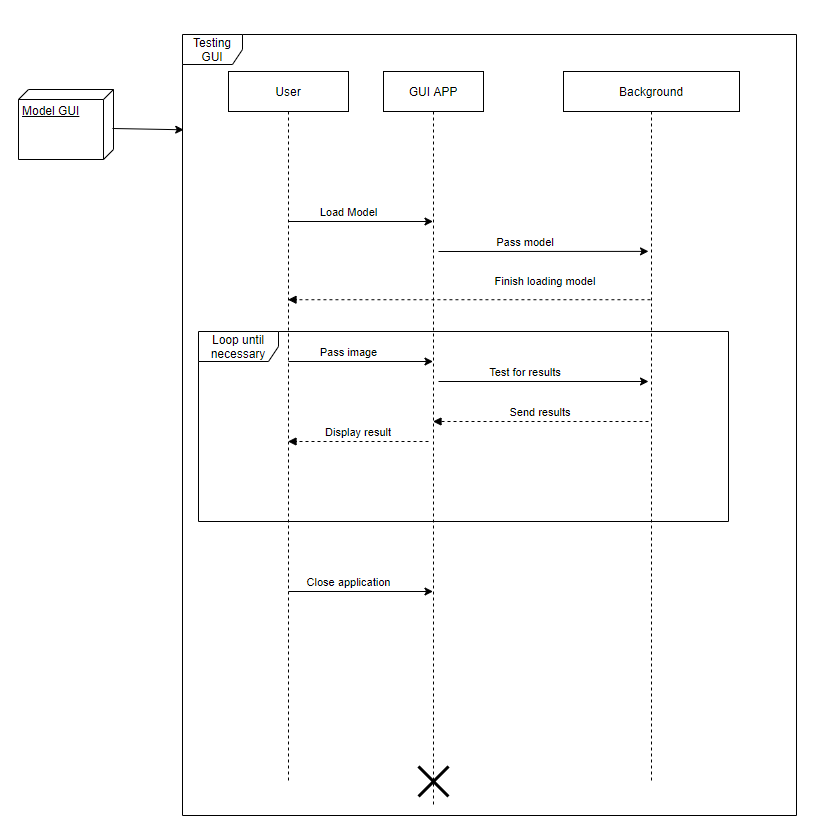 Testing
GUI
Model GUI
User
GUI APP
Background
Load Model
Pass model
Finish loading model
Loop until
necessary
Pass image
Test for results
Send results
Display result
Close application